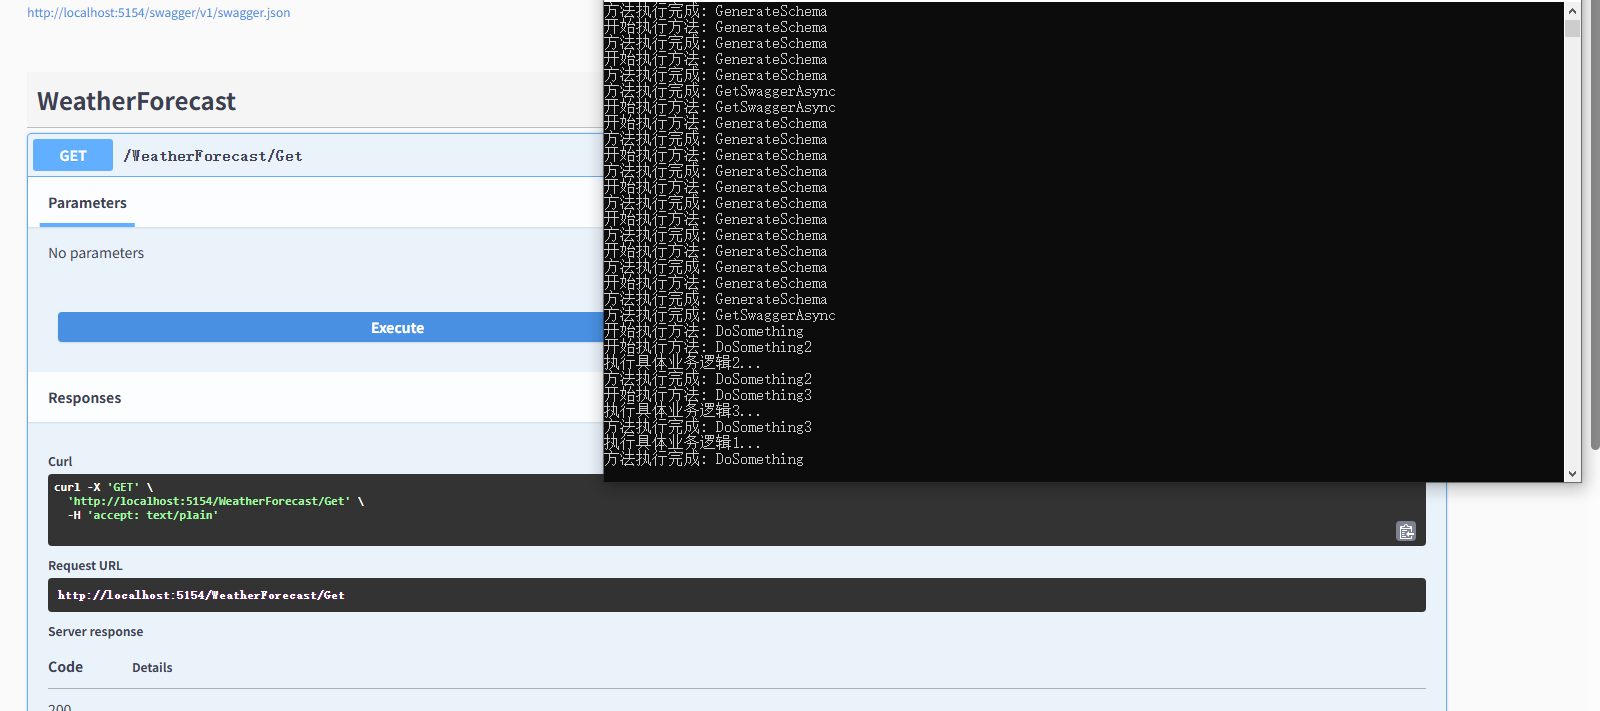 http://localhost:5154/swagger/v1/swagger.json
WeatherForecast
GET /WeatherForecast/Get
Parameters
No parameters
Execute
Responses
Curl
curl -X 'GET' \
'http://localhost:5154/WeatherForecast/Get' \
-H 'accept: text/plain'
Request URL
http://localhost:5154/WeatherForecast/Get
Server response
Code Details
200
方法执行完成: GenerateSchema
开始执行方法: GenerateSchema
方法执行完成: GenerateSchema
开始执行方法: GenerateSchema
方法执行完成: GenerateSchema
方法执行完成: GetSwaggerAsync
开始执行方法: GetSwaggerAsync
开始执行方法: GenerateSchema
方法执行完成: GenerateSchema
开始执行方法: GenerateSchema
方法执行完成: GenerateSchema
开始执行方法: GenerateSchema
方法执行完成: GenerateSchema
开始执行方法: GenerateSchema
方法执行完成: GenerateSchema
开始执行方法: GenerateSchema
方法执行完成: GenerateSchema
开始执行方法: GenerateSchema
方法执行完成: GenerateSchema
方法执行完成: GetSwaggerAsync
开始执行方法: DoSomething
开始执行方法: DoSomething2
执行具体业务逻辑2...
方法执行完成: DoSomething2
开始执行方法: DoSomething3
执行具体业务逻辑3...
方法执行完成: DoSomething3
执行具体业务逻辑1...
方法执行完成: DoSomething